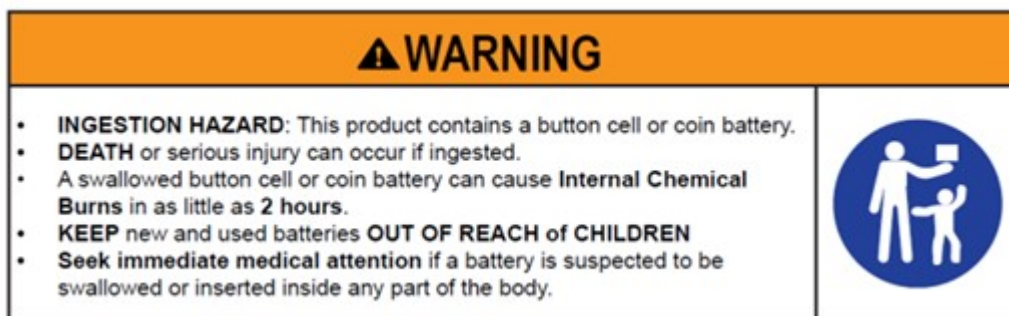 ⚠WARNING
• INGESTION HAZARD: This product contains a button cell or coin battery.
• DEATH or serious injury can occur if ingested.
• A swallowed button cell or coin battery can cause Internal Chemical
Burns in as little as 2 hours.
• KEEP new and used batteries OUT OF REACH of CHILDREN
• Seek immediate medical attention if a battery is suspected to be
swallowed or inserted inside any part of the body.